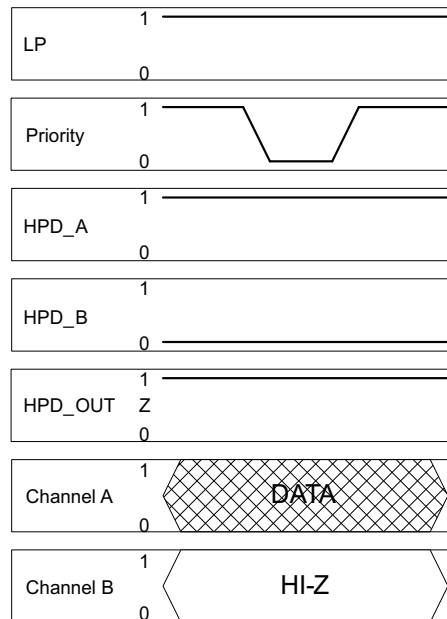 1
LP
0
1
Priority
0
1
HPD_A
0
1
HPD_B
0
1
HPD_OUT Z
0
1
Channel A DATA
0
1
Channel B HI-Z
0